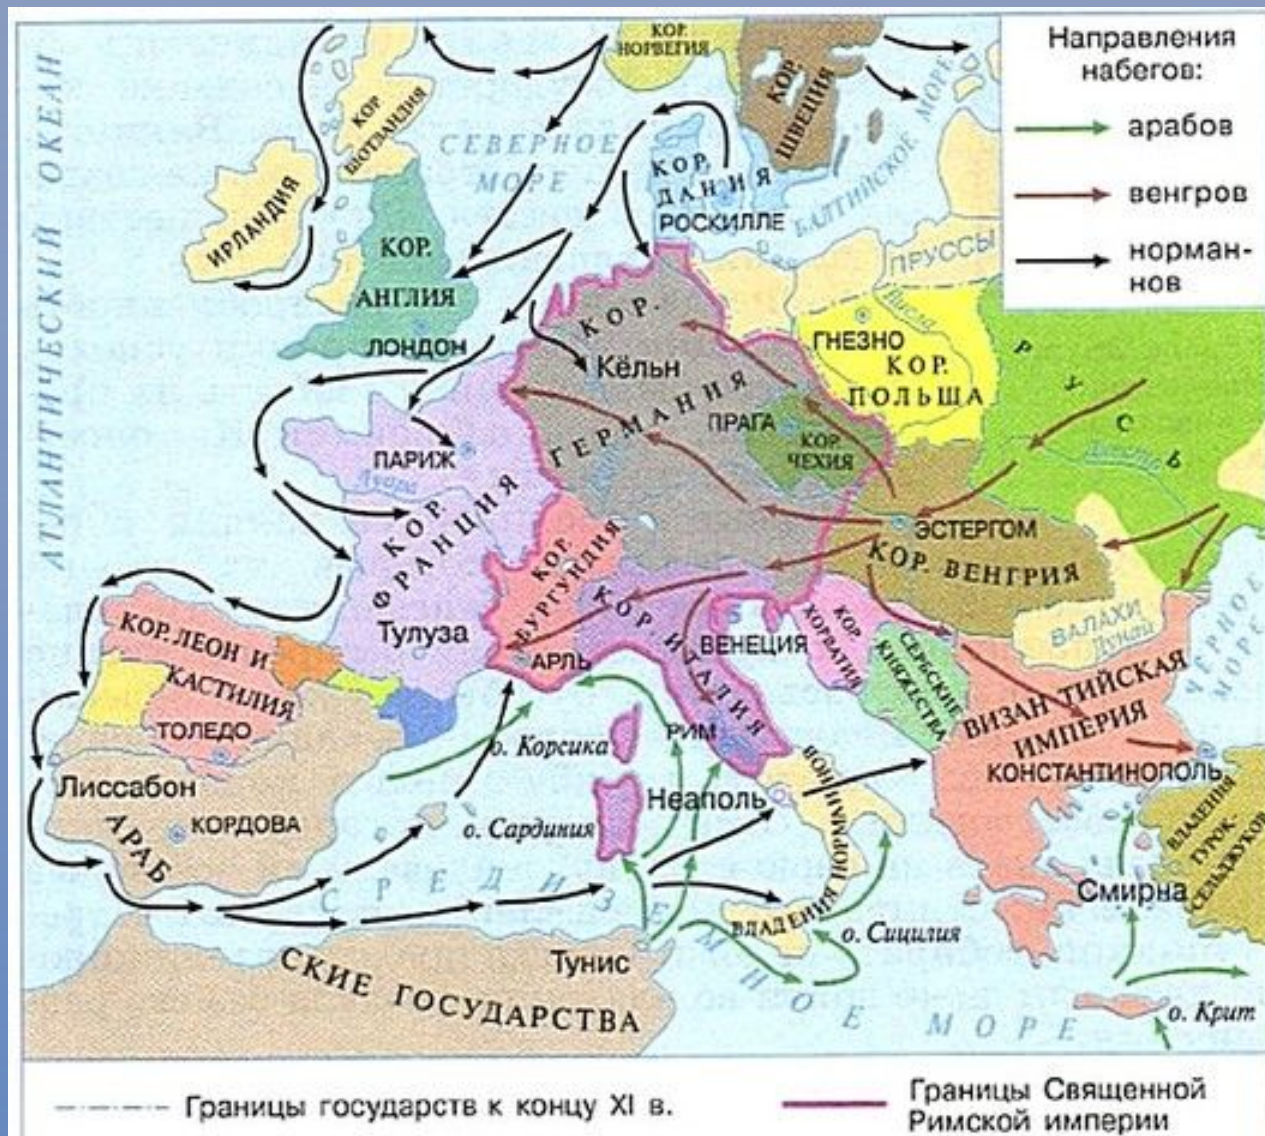 Направления
набегов:
арабов
венгров
норман-
нов
АТЛАНТИЧЕСКИЙ ОКЕАН
СЕВЕРНОЕ
МОРЕ
БАЛТИЙСКОЕ МОРЕ
КОР.
НОРВЕГИЯ
КОР.
ШВЕЦИЯ
КОР.
ШОТЛАНДИЯ
ИРЛАНДИЯ
КОР.
ДАНИЯ
РОСКИЛЛЕ
КОР.
АНГЛИЯ
ЛОНДОН
ПРУССЫ
Висла
ГНЕЗНО
КОР.
ПОЛЬША
РУСЬ
КОР.
ГЕРМАНИЯ
Кёльн
ПРАГА
КОР.
ЧЕХИЯ
ПАРИЖ
Луара
КОР.
ФРАНЦИЯ
Тулуза
ЭСТЕРГОМ
КОР. ВЕНГРИЯ
КОР.
БУРГУНДИЯ
АРЛЬ
КОР. ИТАЛИЯ
S
ВЕНЕЦИЯ
РИМ
КОР.
ХОРВАТИЯ
СЕРБСКИЕ
КНЯЖЕСТВА
ВАЛАХИ
Дунай
ЧЕРНОЕ
МОРЕ
ВИЗАНТИЙСКАЯ
ИМПЕРИЯ
КОНСТАНТИНОПОЛЬ
КОР. ЛЕОН И
КАСТИЛИЯ
ТОЛЕДО
Лиссабон
КОРДОВА
о. Корсика
о. Сардиния
Неаполь
ВЛАДЕНИЯ НОРМАННОВ
о. Сицилия
ВЛАДЕНИЯ
ТУРОК-
СЕЛЬДЖУКОВ
Смирна
о. Крит
СРЕДИЗЕМНОЕ МОРЕ
Тунис
АРАБ
СКИЕ ГОСУДАРСТВА
Границы государств к концу XI в.
Границы Священной
Римской империи